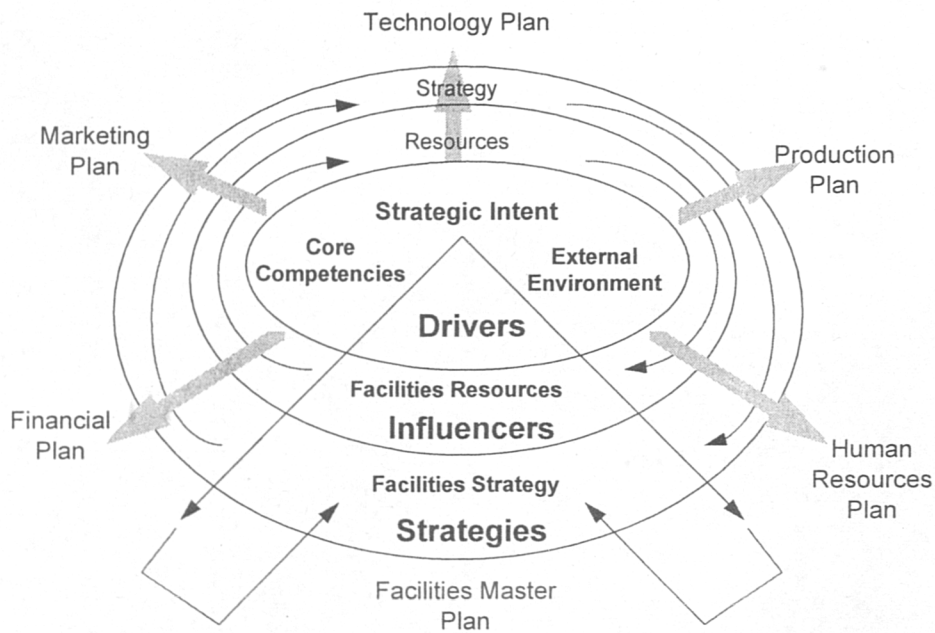 Technology Plan
Strategy
Marketing
Plan
Resources
Production
Plan
Strategic Intent
Core
Competencies
External
Environment
Drivers
Facilities Resources
Influencers
Financial
Plan
Human
Resources
Plan
Facilities Strategy
Strategies
Facilities Master
Plan